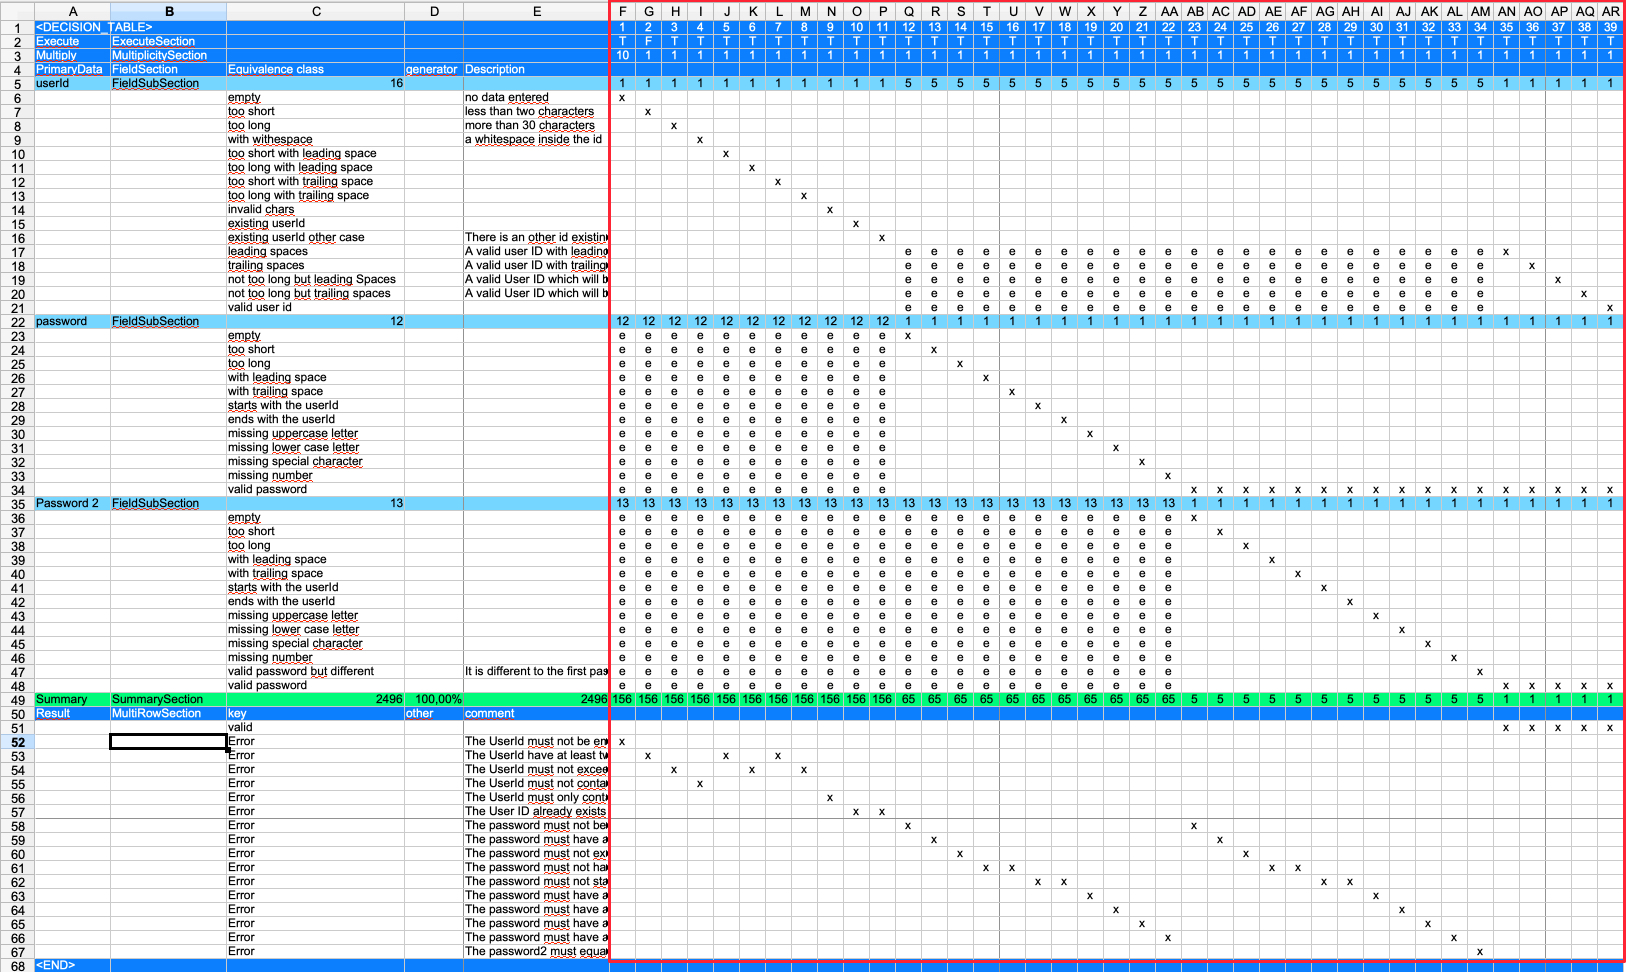 A B C D E F G H I J K L M N O P Q R S T U V W X Y Z AA AB AC AD AE AF AG AH AI AJ AK AL AM AN AO AP AQ AR
1 <DECISION_TABLE> 1 2 3 4 5 6 7 8 9 10 11 12 13 14 15 16 17 18 19 20 21 22 23 24 25 26 27 28 29 30 31 32 33 34 35 36 37 38 39
2 Execute ExecuteSection T F T T T T T T T T T T T T T T T T T T T T T T T T T T T T T T T T T T T T T
3 Multiply MultiplicitySection 10 1 1 1 1 1 1 1 1 1 1 1 1 1 1 1 1 1 1 1 1 1 1 1 1 1 1 1 1 1 1 1 1 1 1 1 1 1 1
4 PrimaryData FieldSection Equivalence class generator Description
5 userId FieldSubSection 16 1 1 1 1 1 1 1 1 1 1 1 5 5 5 5 5 5 5 5 5 5 5 5 5 5 5 5 5 5 5 5 5 5 5 1 1 1 1 1
6 empty no data entered x
7 too short less than two characters x
8 too long more than 30 characters x
9 with withespace a whitespace inside the id x
10 too short with leading space x
11 too long with leading space x
12 too short with trailing space x
13 too long with trailing space x
14 invalid chars x
15 existing userId x
16 existing userId other case There is an other id existin x
17 leading spaces A valid user ID with leading e e e e e e e e e e e e e e e e e e e e e e e x
18 trailing spaces A valid user ID with trailing e e e e e e e e e e e e e e e e e e e e e e e x
19 not too long but leading Spaces A valid User ID which will b e e e e e e e e e e e e e e e e e e e e e e e x
20 not too long but trailing spaces A valid User ID which will b e e e e e e e e e e e e e e e e e e e e e e e x
21 valid user id e e e e e e e e e e e e e e e e e e e e e e e x
22 password FieldSubSection 12 12 12 12 12 12 12 12 12 12 12 12 1 1 1 1 1 1 1 1 1 1 1 1 1 1 1 1 1 1 1 1 1 1 1 1 1 1 1 1
23 empty e e e e e e e e e e e x
24 too short e e e e e e e e e e e x
25 too long e e e e e e e e e e e x
26 with leading space e e e e e e e e e e e x
27 with trailing space e e e e e e e e e e e x
28 starts with the userId e e e e e e e e e e e x
29 ends with the userId e e e e e e e e e e e x
30 missing uppercase letter e e e e e e e e e e e x
31 missing lower case letter e e e e e e e e e e e x
32 missing special character e e e e e e e e e e e x
33 missing number e e e e e e e e e e e x
34 valid password e e e e e e e e e e e x x x x x x x x x x x x x x x x x
35 Password 2 FieldSubSection 13 13 13 13 13 13 13 13 13 13 13 13 13 13 13 13 13 13 13 13 13 13 13 1 1 1 1 1 1 1 1 1 1 1 1 1 1 1 1 1
36 empty e e e e e e e e e e e e e e e e e e e e e e x
37 too short e e e e e e e e e e e e e e e e e e e e e e x
38 too long e e e e e e e e e e e e e e e e e e e e e e x
39 with leading space e e e e e e e e e e e e e e e e e e e e e e x
40 with trailing space e e e e e e e e e e e e e e e e e e e e e e x
41 starts with the userId e e e e e e e e e e e e e e e e e e e e e e x
42 ends with the userId e e e e e e e e e e e e e e e e e e e e e e x
43 missing uppercase letter e e e e e e e e e e e e e e e e e e e e e e x
44 missing lower case letter e e e e e e e e e e e e e e e e e e e e e e x
45 missing special character e e e e e e e e e e e e e e e e e e e e e e x
46 missing number e e e e e e e e e e e e e e e e e e e e e e x
47 valid password but different It is different to the first pas e e e e e e e e e e e e e e e e e e e e e e x
48 valid password e e e e e e e e e e e e e e e e e e e e e e x x x x x
49 Summary SummarySection 2496 100,00% 2496 156 156 156 156 156 156 156 156 156 156 156 65 65 65 65 65 65 65 65 65 65 65 5 5 5 5 5 5 5 5 5 5 5 5 1 1 1 1 1
50 Result MultiRowSection key other comment
51 valid x x x x x
52 Error The UserId must not be en x
53 Error The UserId have at least tw x x x
54 Error The UserId must not excee x x x
55 Error The UserId must not conta x
56 Error The UserId must only conta x
57 Error The User ID already exists x x
58 Error The password must not be x x
59 Error The password must have a x x
60 Error The password must not ex x x
61 Error The password must not ha x x x x
62 Error The password must not sta x x x x
63 Error The password must have a x x
64 Error The password must have a x x
65 Error The password must have a x x
66 Error The password must have a x x
67 Error The password2 must equa x
68 <END>